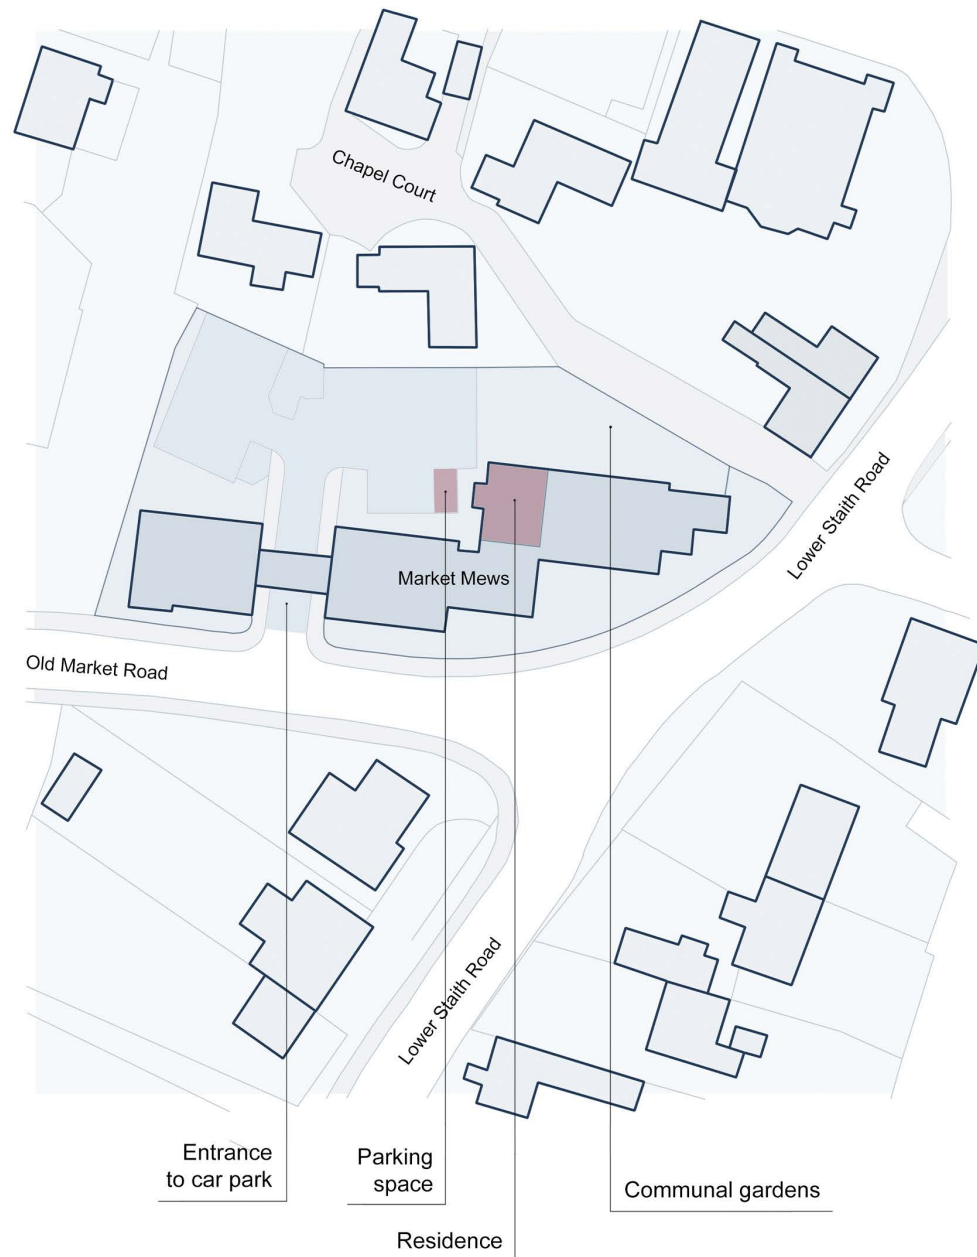 Chapel Court
Lower Staith Road
Market Mews
Old Market Road
Lower Staith Road
Entrance
to car park
Parking
space
Communal gardens
Residence